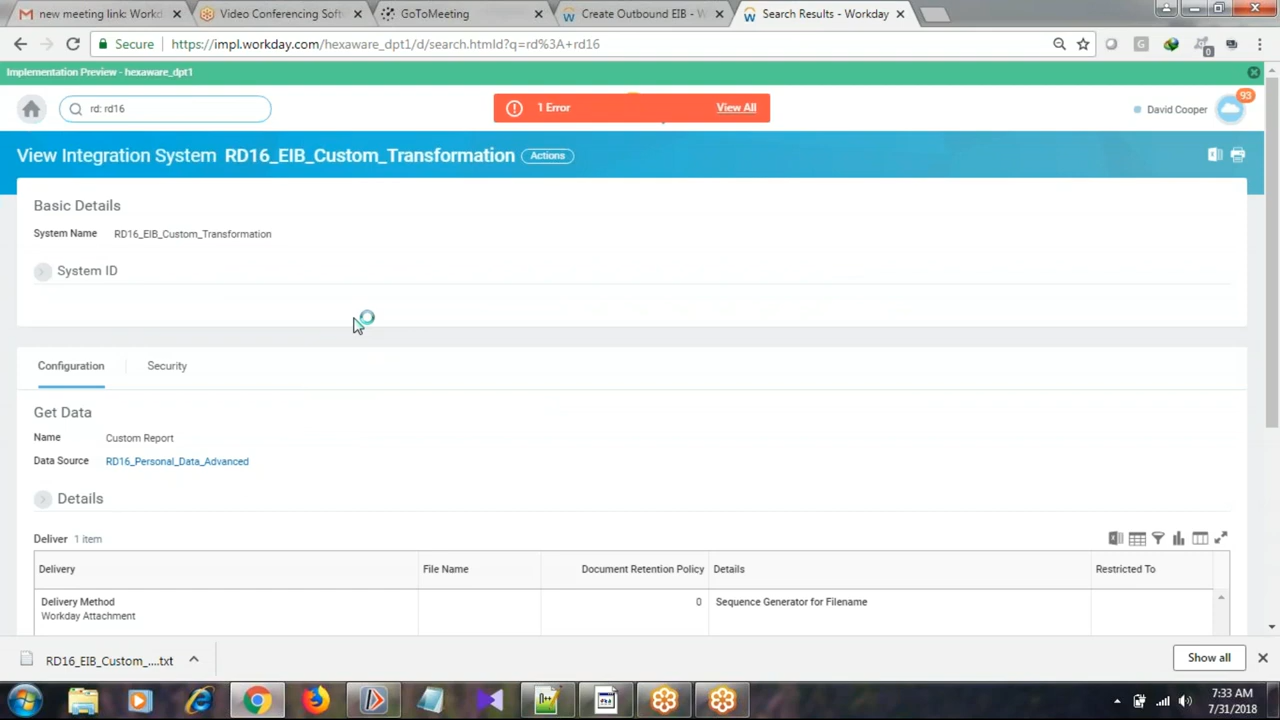 new meeting link: Workd
Video Conferencing Soft
GoToMeeting
Create Outbound EIB - W
Search Results - Workday
Secure
https://impl.workday.com/hexaware_dpt1/d/search.htmld?q=rd%3A+rd16
Implementation Preview - hexaware_dpt1
rd: rd16
1 Error
View All
David Cooper
93
View Integration System RD16_EIB_Custom_Transformation
Actions
Basic Details
System Name RD16_EIB_Custom_Transformation
System ID
Configuration
Security
Get Data
Name Custom Report
Data Source RD16_Personal_Data_Advanced
Details
Deliver 1 item
Delivery File Name Document Retention Policy Details Restricted To
Delivery Method 0 Sequence Generator for Filename
Workday Attachment
RD16_EIB_Custom_....txt
Show all
7:33 AM
7/31/2018